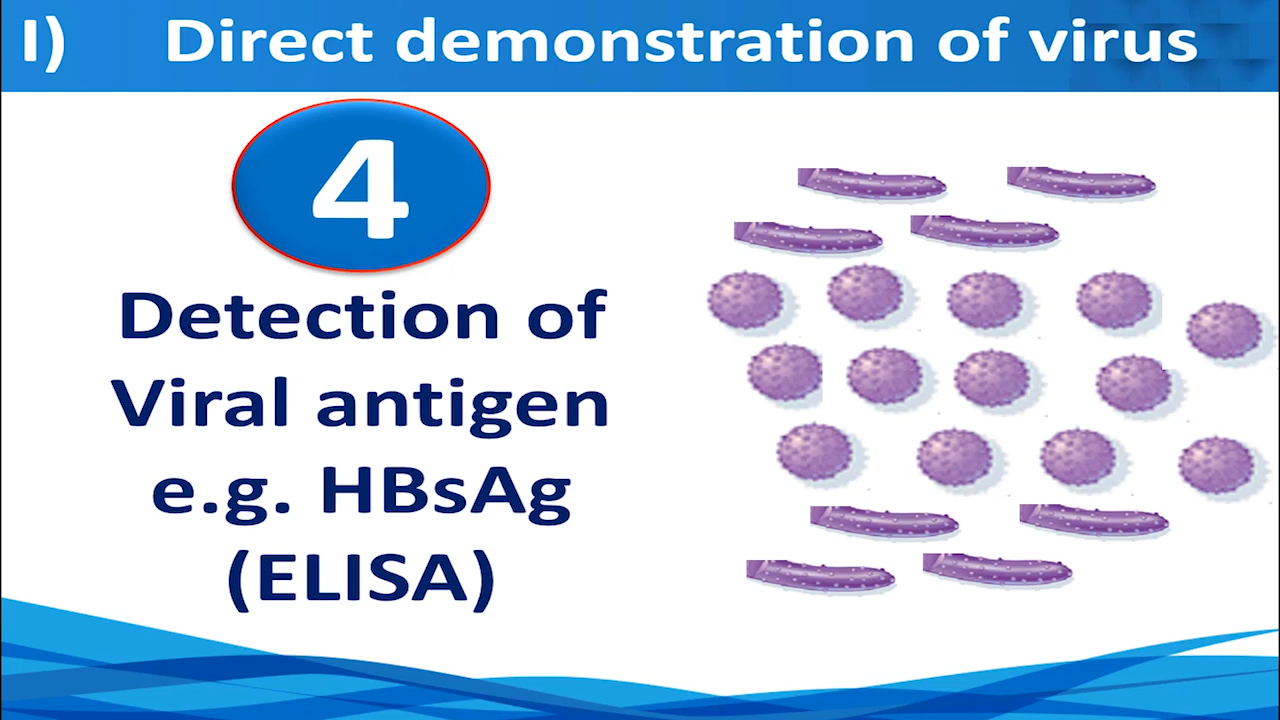 I) Direct demonstration of virus
4
Detection of
Viral antigen
e.g. HBsAg
(ELISA)